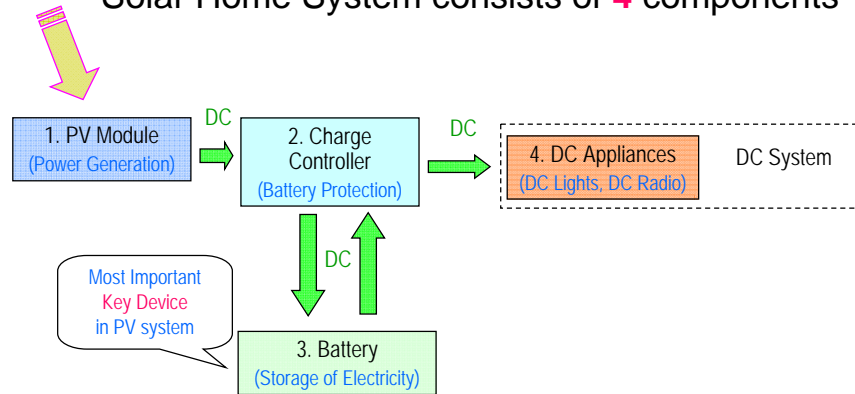 Solar Home System consists of 4 components
DC
1. PV Module
(Power Generation)
2. Charge
Controller
(Battery Protection)
DC
4. DC Appliances
(DC Lights, DC Radio)
DC System
DC
Most Important
Key Device
in PV system
3. Battery
(Storage of Electricity)